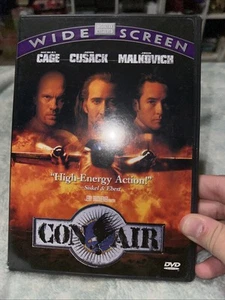 WIDE SCREEN
CAGE CUSACK MALKOVICH
"High-Energy Action!"
Siskel & Ebert
CON AIR
DVD